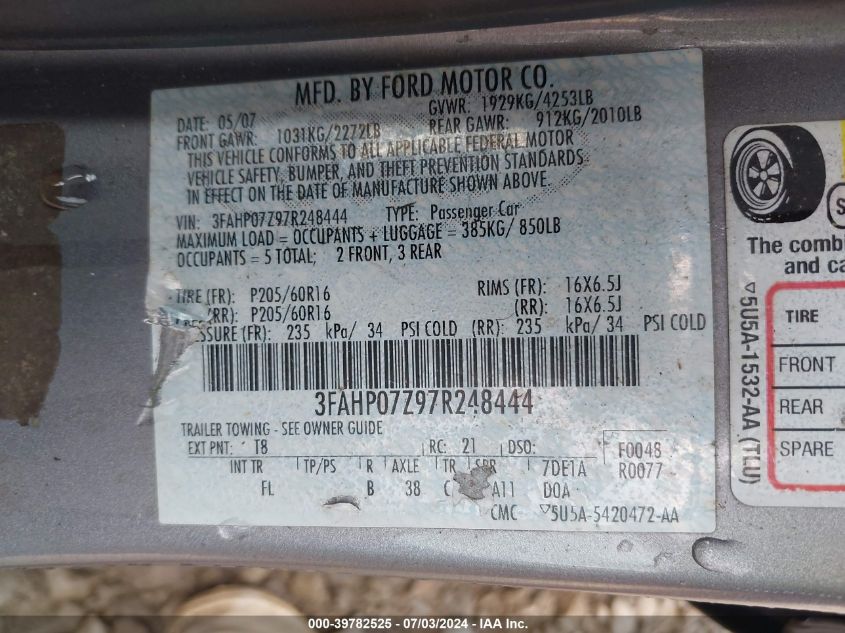 MFD. BY FORD MOTOR CO.
DATE: 05/07 GVWR: 1929KG/4253LB
FRONT GAWR: 1031KG/2272LB REAR GAWR: 912KG/2010LB
THIS VEHICLE CONFORMS TO ALL APPLICABLE FEDERAL MOTOR
VEHICLE SAFETY, BUMPER, AND THEFT PREVENTION STANDARDS
IN EFFECT ON THE DATE OF MANUFACTURE SHOWN ABOVE.
VIN: 3FAHP07Z97R248444 TYPE: Passenger Car
MAXIMUM LOAD = OCCUPANTS + LUGGAGE = 385KG/ 850LB
OCCUPANTS = 5 TOTAL; 2 FRONT, 3 REAR
TIRE (FR): P205/60R16 RIMS (FR): 16X6.5J
(RR): P205/60R16 (RR): 16X6.5J
SSURE (FR): 235 kPa/ 34 PSI COLD (RR): 235 kPa/ 34 PSI COLD
3FAHP07Z97R248444
TRAILER TOWING - SEE OWNER GUIDE
EXT PNT: T8 RC: 21 DSO: F0048
INT TR TP/PS R AXLE TR SPR 7DE1A R0077
FL B 38 C A11 D0A
CMC ▽5U5A-5420472-AA
▽5U5A-1532-AA (TLU)
The combi
and ca
TIRE
FRONT
REAR
SPARE
000-39782525 - 07/03/2024 - IAA Inc.